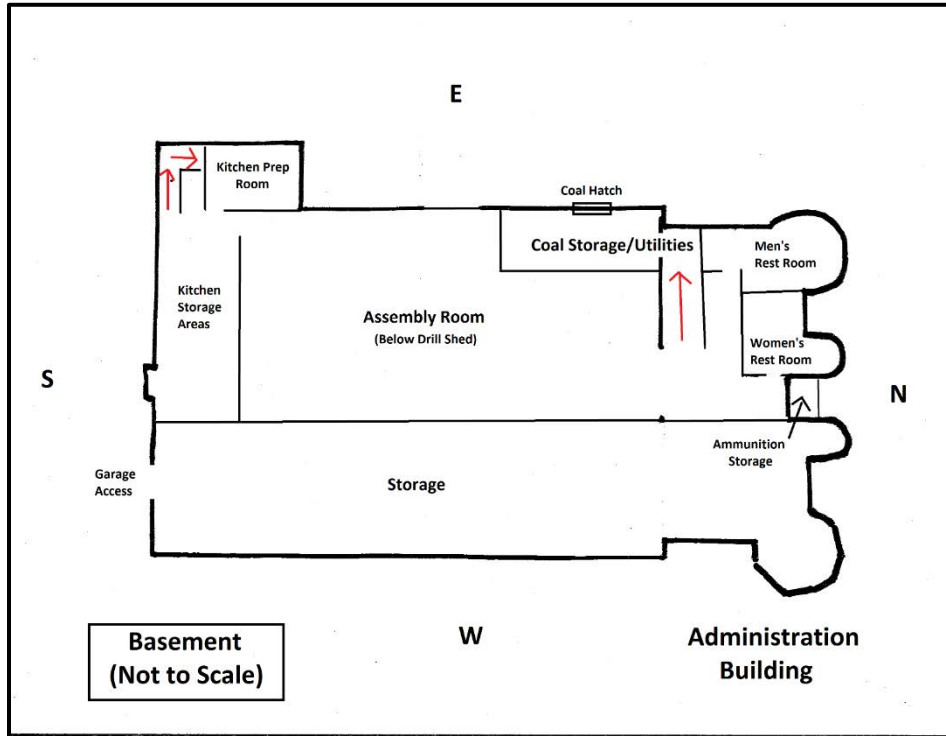 E
Kitchen Prep
Room
Coal Hatch
Coal Storage/Utilities
Men's
Rest Room
Kitchen
Storage
Areas
Assembly Room
(Below Drill Shed)
Women's
Rest Room
S
N
Ammunition
Storage
Garage
Access
Storage
Basement
(Not to Scale)
W
Administration
Building